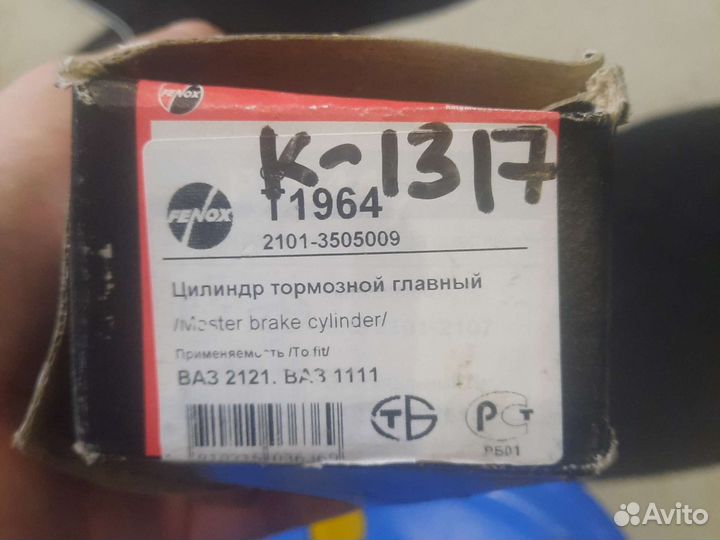 FENOX
К-1317
T1964
FENOX
2101-3505009
Цилиндр тормозной главный
/Master brake cylinder/
Применяемость /To fit/
ВАЗ 2121. ВАЗ 1111
ТБ
РСТ
РБ01
Avito